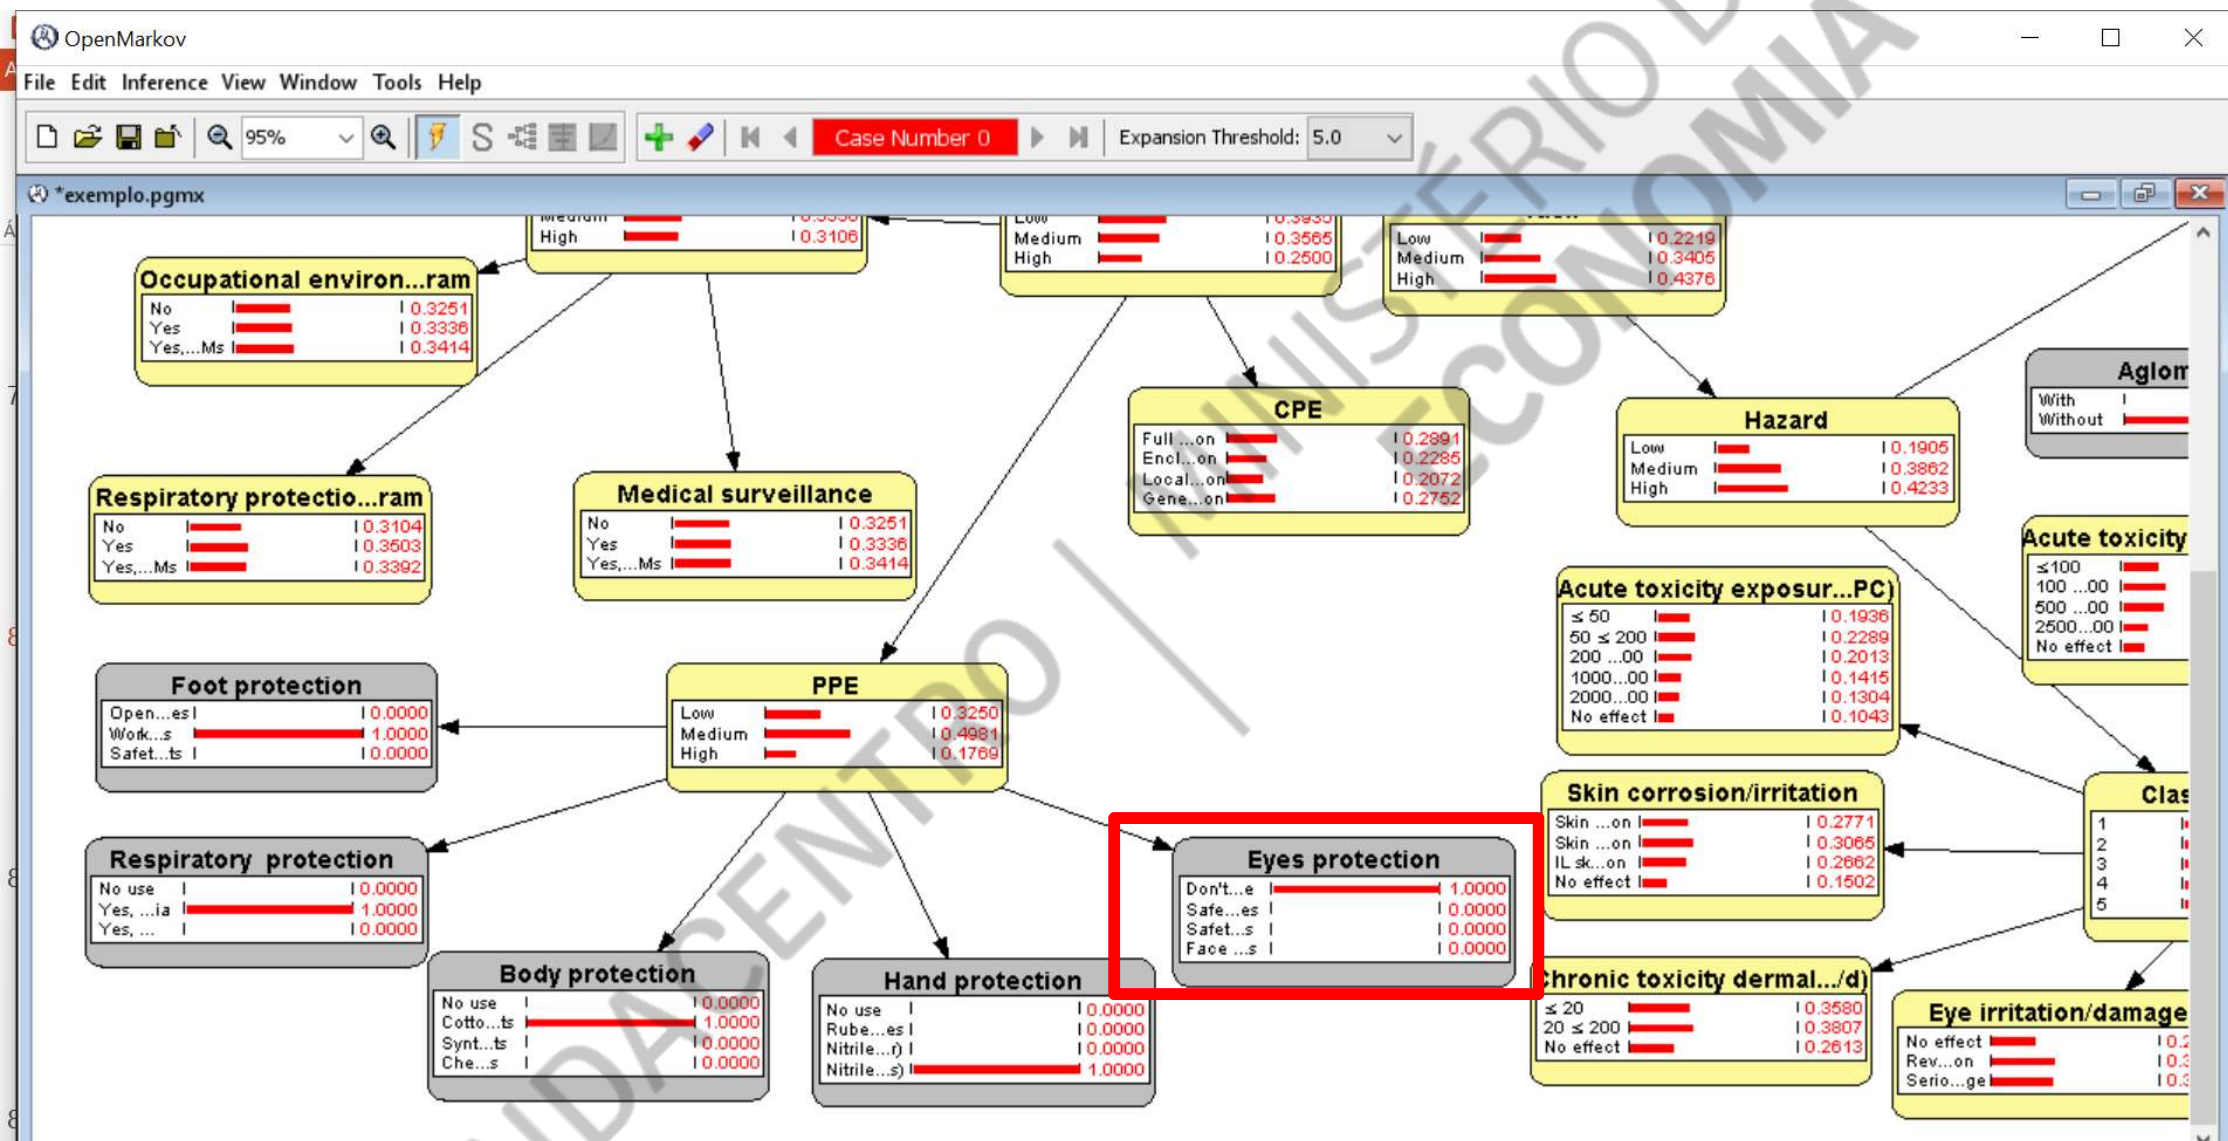 OpenMarkov
File Edit Inference View Window Tools Help
95%
S
Case Number 0
Expansion Threshold: 5.0
*exemplo.pgmx
Medium 0.3338
High 0.3106
Low 0.3935
Medium 0.3565
High 0.2500
Low 0.2219
Medium 0.3405
High 0.4376
Occupational environ...ram
No 0.3251
Yes 0.3336
Yes,...Ms 0.3414
Aglom
With
Without
CPE
Full ...on 0.2891
Encl...on 0.2285
Local...on 0.2072
Gene...on 0.2752
Hazard
Low 0.1905
Medium 0.3862
High 0.4233
Respiratory protectio...ram
No 0.3104
Yes 0.3503
Yes,...Ms 0.3392
Medical surveillance
No 0.3251
Yes 0.3336
Yes,...Ms 0.3414
Acute toxicity
≤100
100 ...00
500 ...00
2500...00
No effect
Acute toxicity exposur...PC)
≤ 50 0.1936
50 ≤ 200 0.2289
200 ...00 0.2013
1000...00 0.1415
2000...00 0.1304
No effect 0.1043
Foot protection
Open...es 0.0000
Work...s 1.0000
Safet...ts 0.0000
PPE
Low 0.3250
Medium 0.4981
High 0.1769
Skin corrosion/irritation
Skin ...on 0.2771
Skin ...on 0.3065
IL sk...on 0.2662
No effect 0.1502
Clas
1
2
3
4
5
Respiratory protection
No use 0.0000
Yes, ...ia 1.0000
Yes, ... 0.0000
Eyes protection
Don't...e 1.0000
Safe...es 0.0000
Safet...s 0.0000
Face ...s 0.0000
Body protection
No use 0.0000
Cotto...ts 1.0000
Synt...ts 0.0000
Che...s 0.0000
Hand protection
No use 0.0000
Rube...es 0.0000
Nitrile...r) 0.0000
Nitrile...s) 1.0000
Chronic toxicity dermal.../d)
≤ 20 0.3580
20 ≤ 200 0.3807
No effect 0.2613
Eye irritation/damage
No effect 0.2
Rev...on 0.3
Serio...ge 0.3
NDACENTRO
MINISTÉRIO D
ECONOMIA